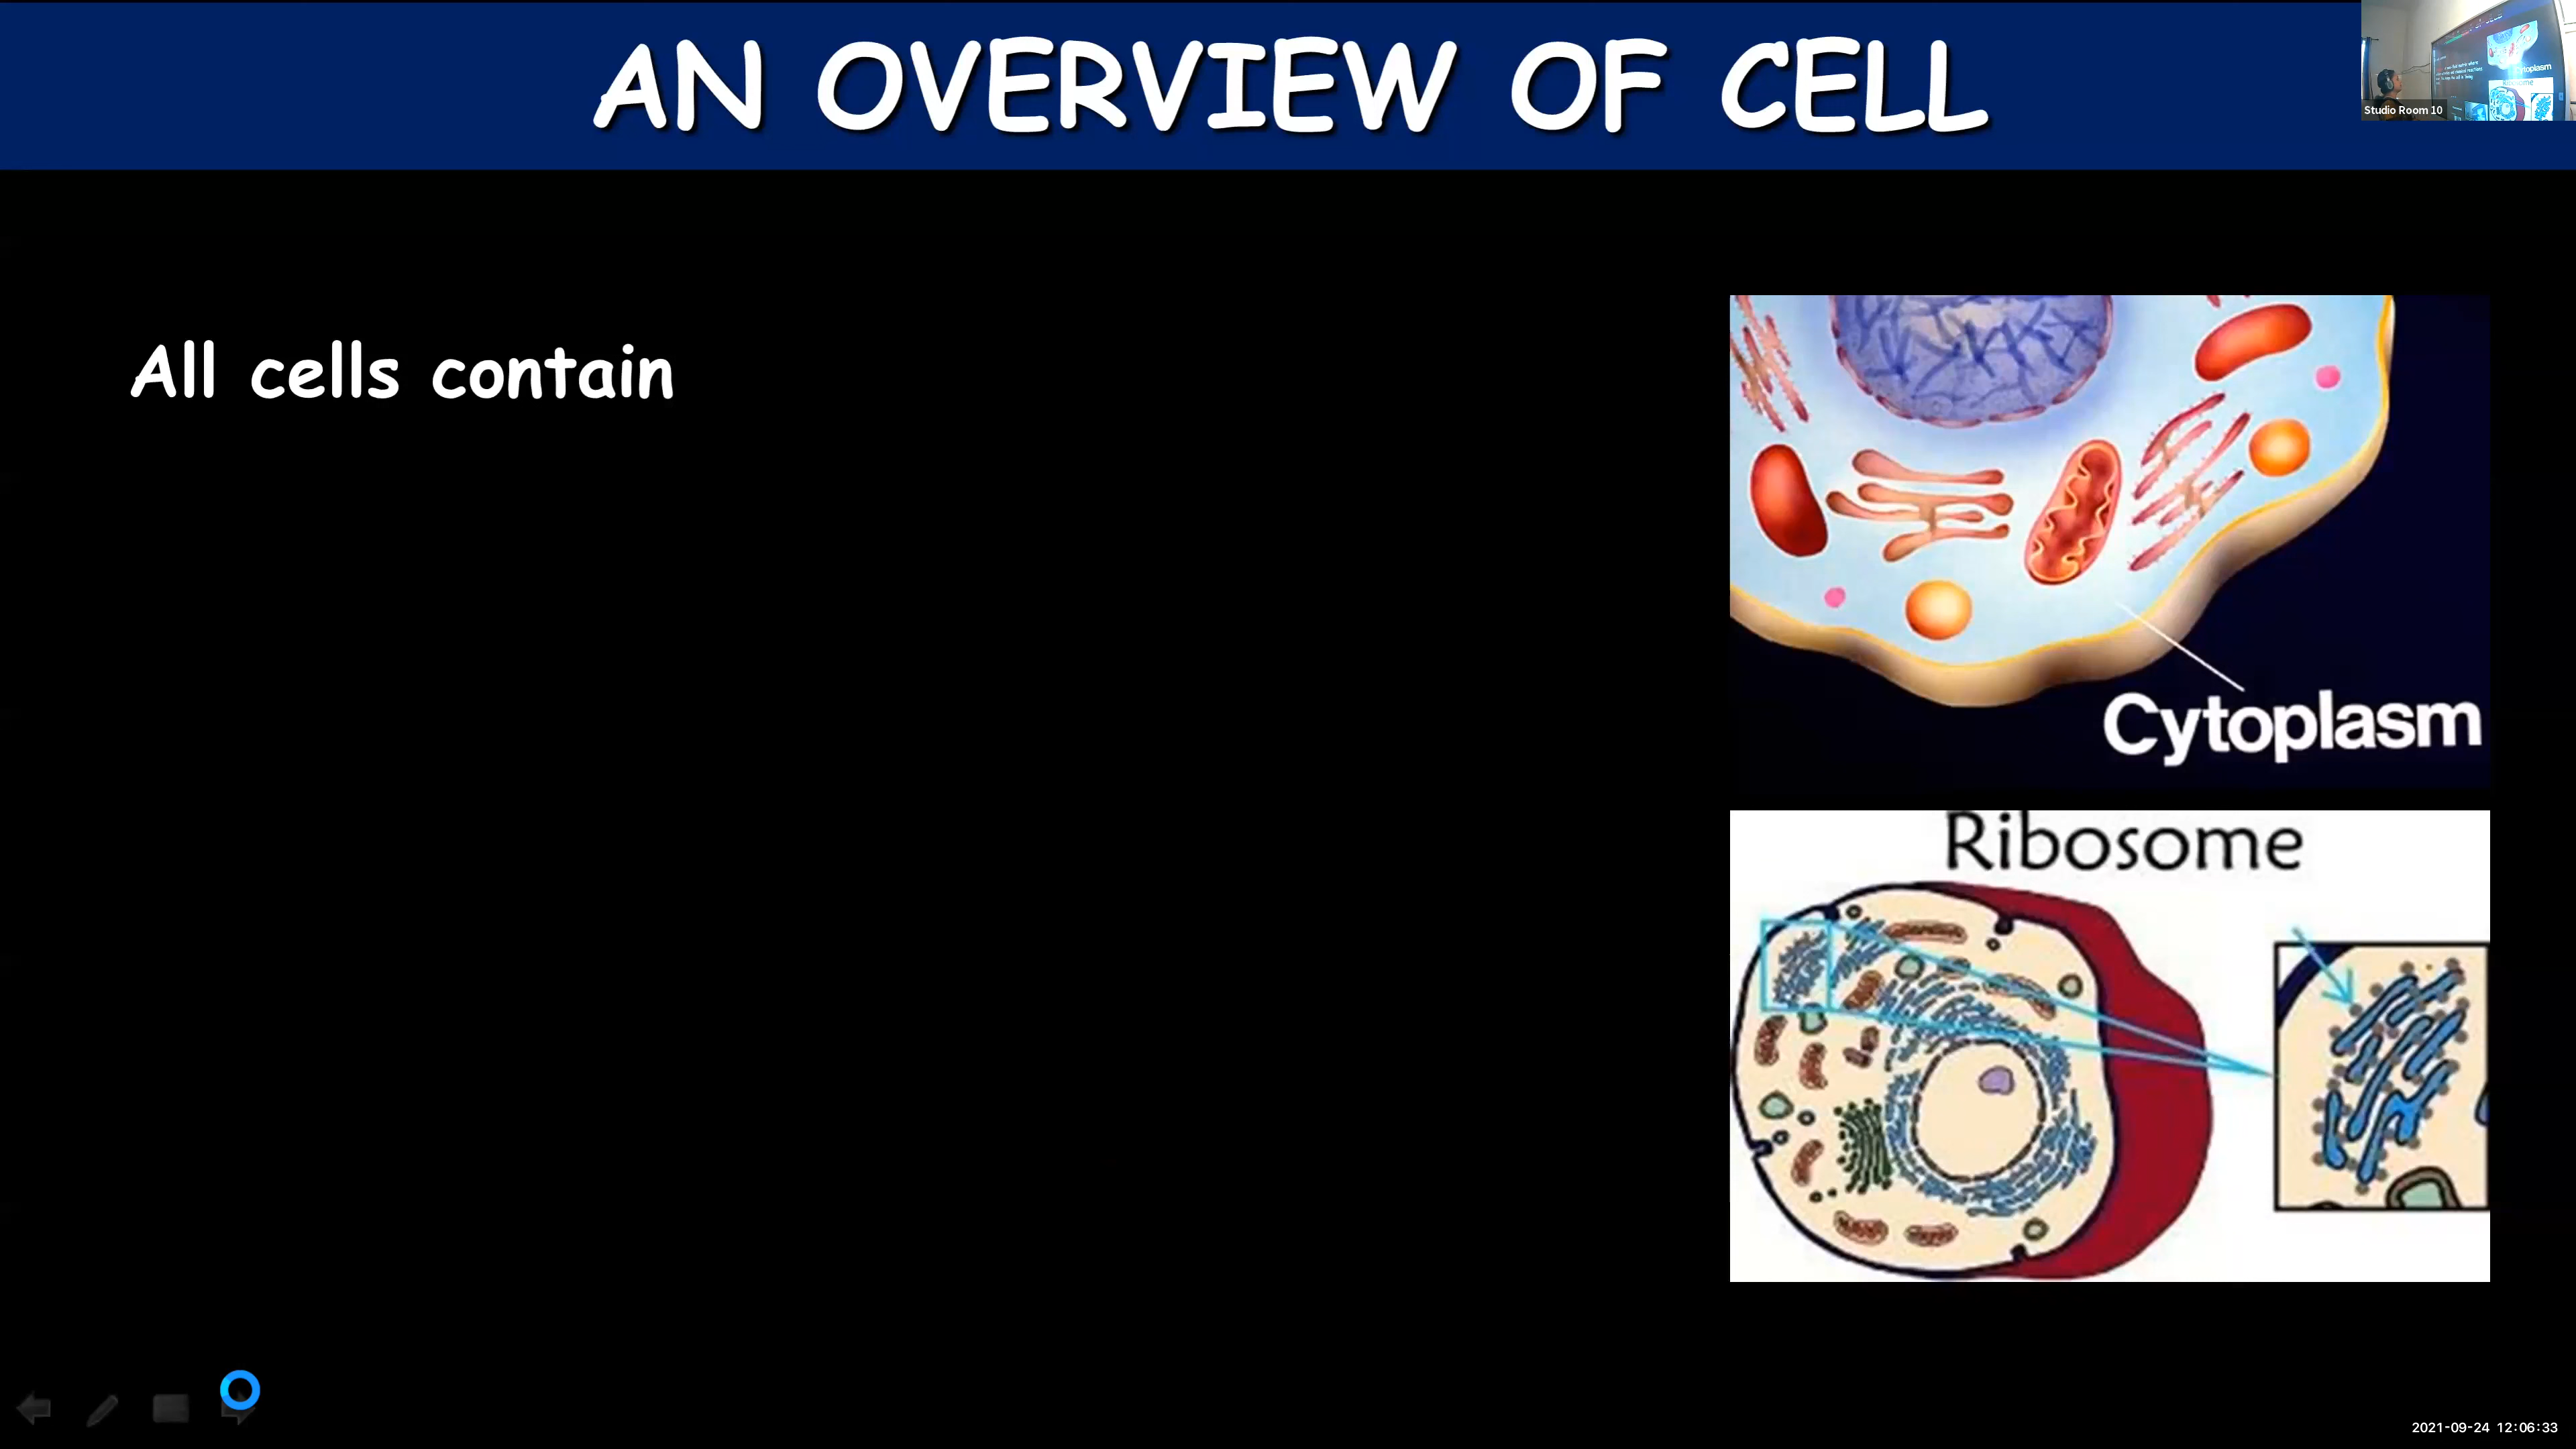 AN OVERVIEW OF CELL
Studio Room 10
All cells contain
Cytoplasm
Ribosome
2021-09-24 12:06:33